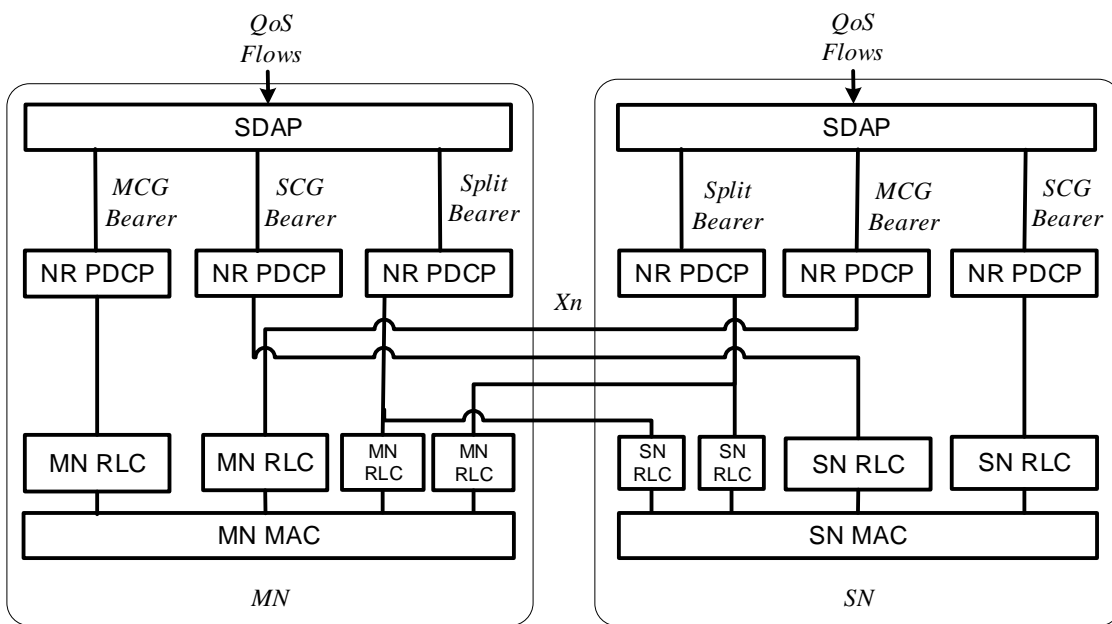 QoS
Flows
QoS
Flows
SDAP
SDAP
MCG
Bearer
SCG
Bearer
Split
Bearer
Split
Bearer
MCG
Bearer
SCG
Bearer
NR PDCP
NR PDCP
NR PDCP
NR PDCP
NR PDCP
NR PDCP
Xn
MN RLC
MN RLC
MN
RLC
MN
RLC
SN
RLC
SN
RLC
SN RLC
SN RLC
MN MAC
SN MAC
MN
SN